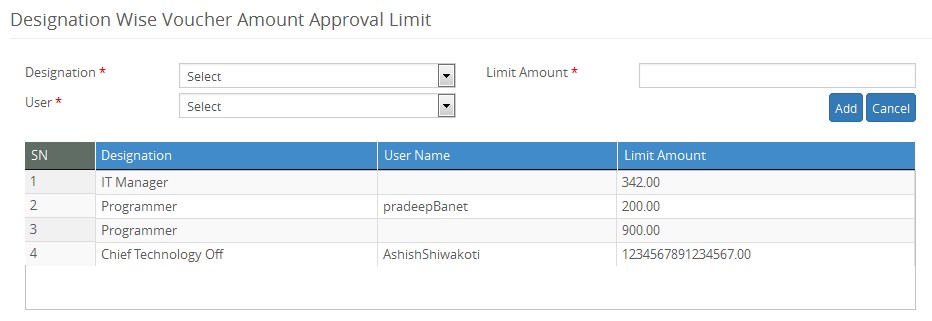 Designation Wise Voucher Amount Approval Limit
Designation * Select Limit Amount *
User * Select Add Cancel
SN Designation User Name Limit Amount
1 IT Manager 342.00
2 Programmer pradeepBanet 200.00
3 Programmer 900.00
4 Chief Technology Off AshishShiwakoti 1234567891234567.00